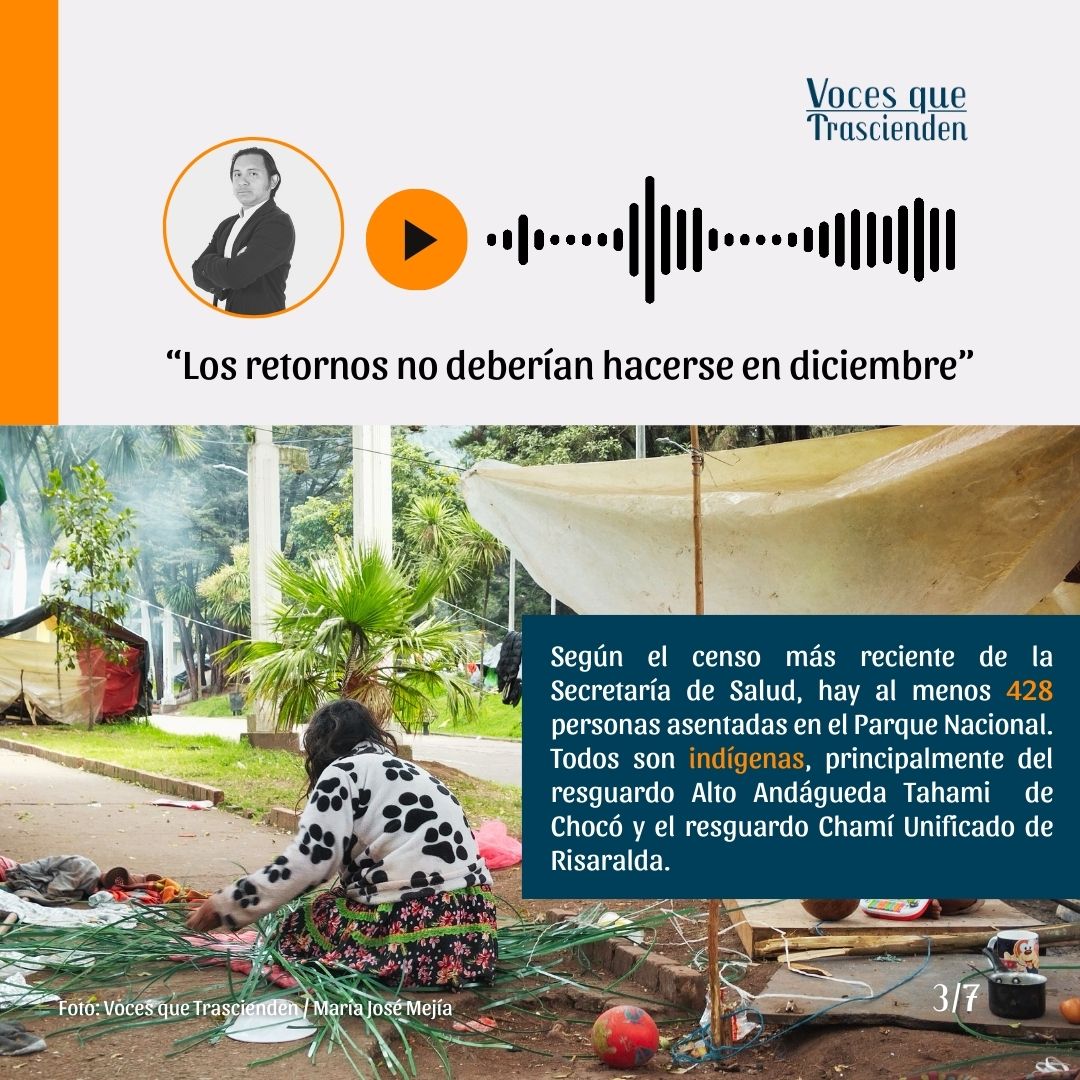 Voces que
Trascienden
“Los retornos no deberían hacerse en diciembre”
Según el censo más reciente de la
Secretaría de Salud, hay al menos 428
personas asentadas en el Parque Nacional.
Todos son indígenas, principalmente del
resguardo Alto Andágueda Tahami de
Chocó y el resguardo Chamí Unificado de
Risaralda.
Foto: Voces que Trascienden / María José Mejía
3/7